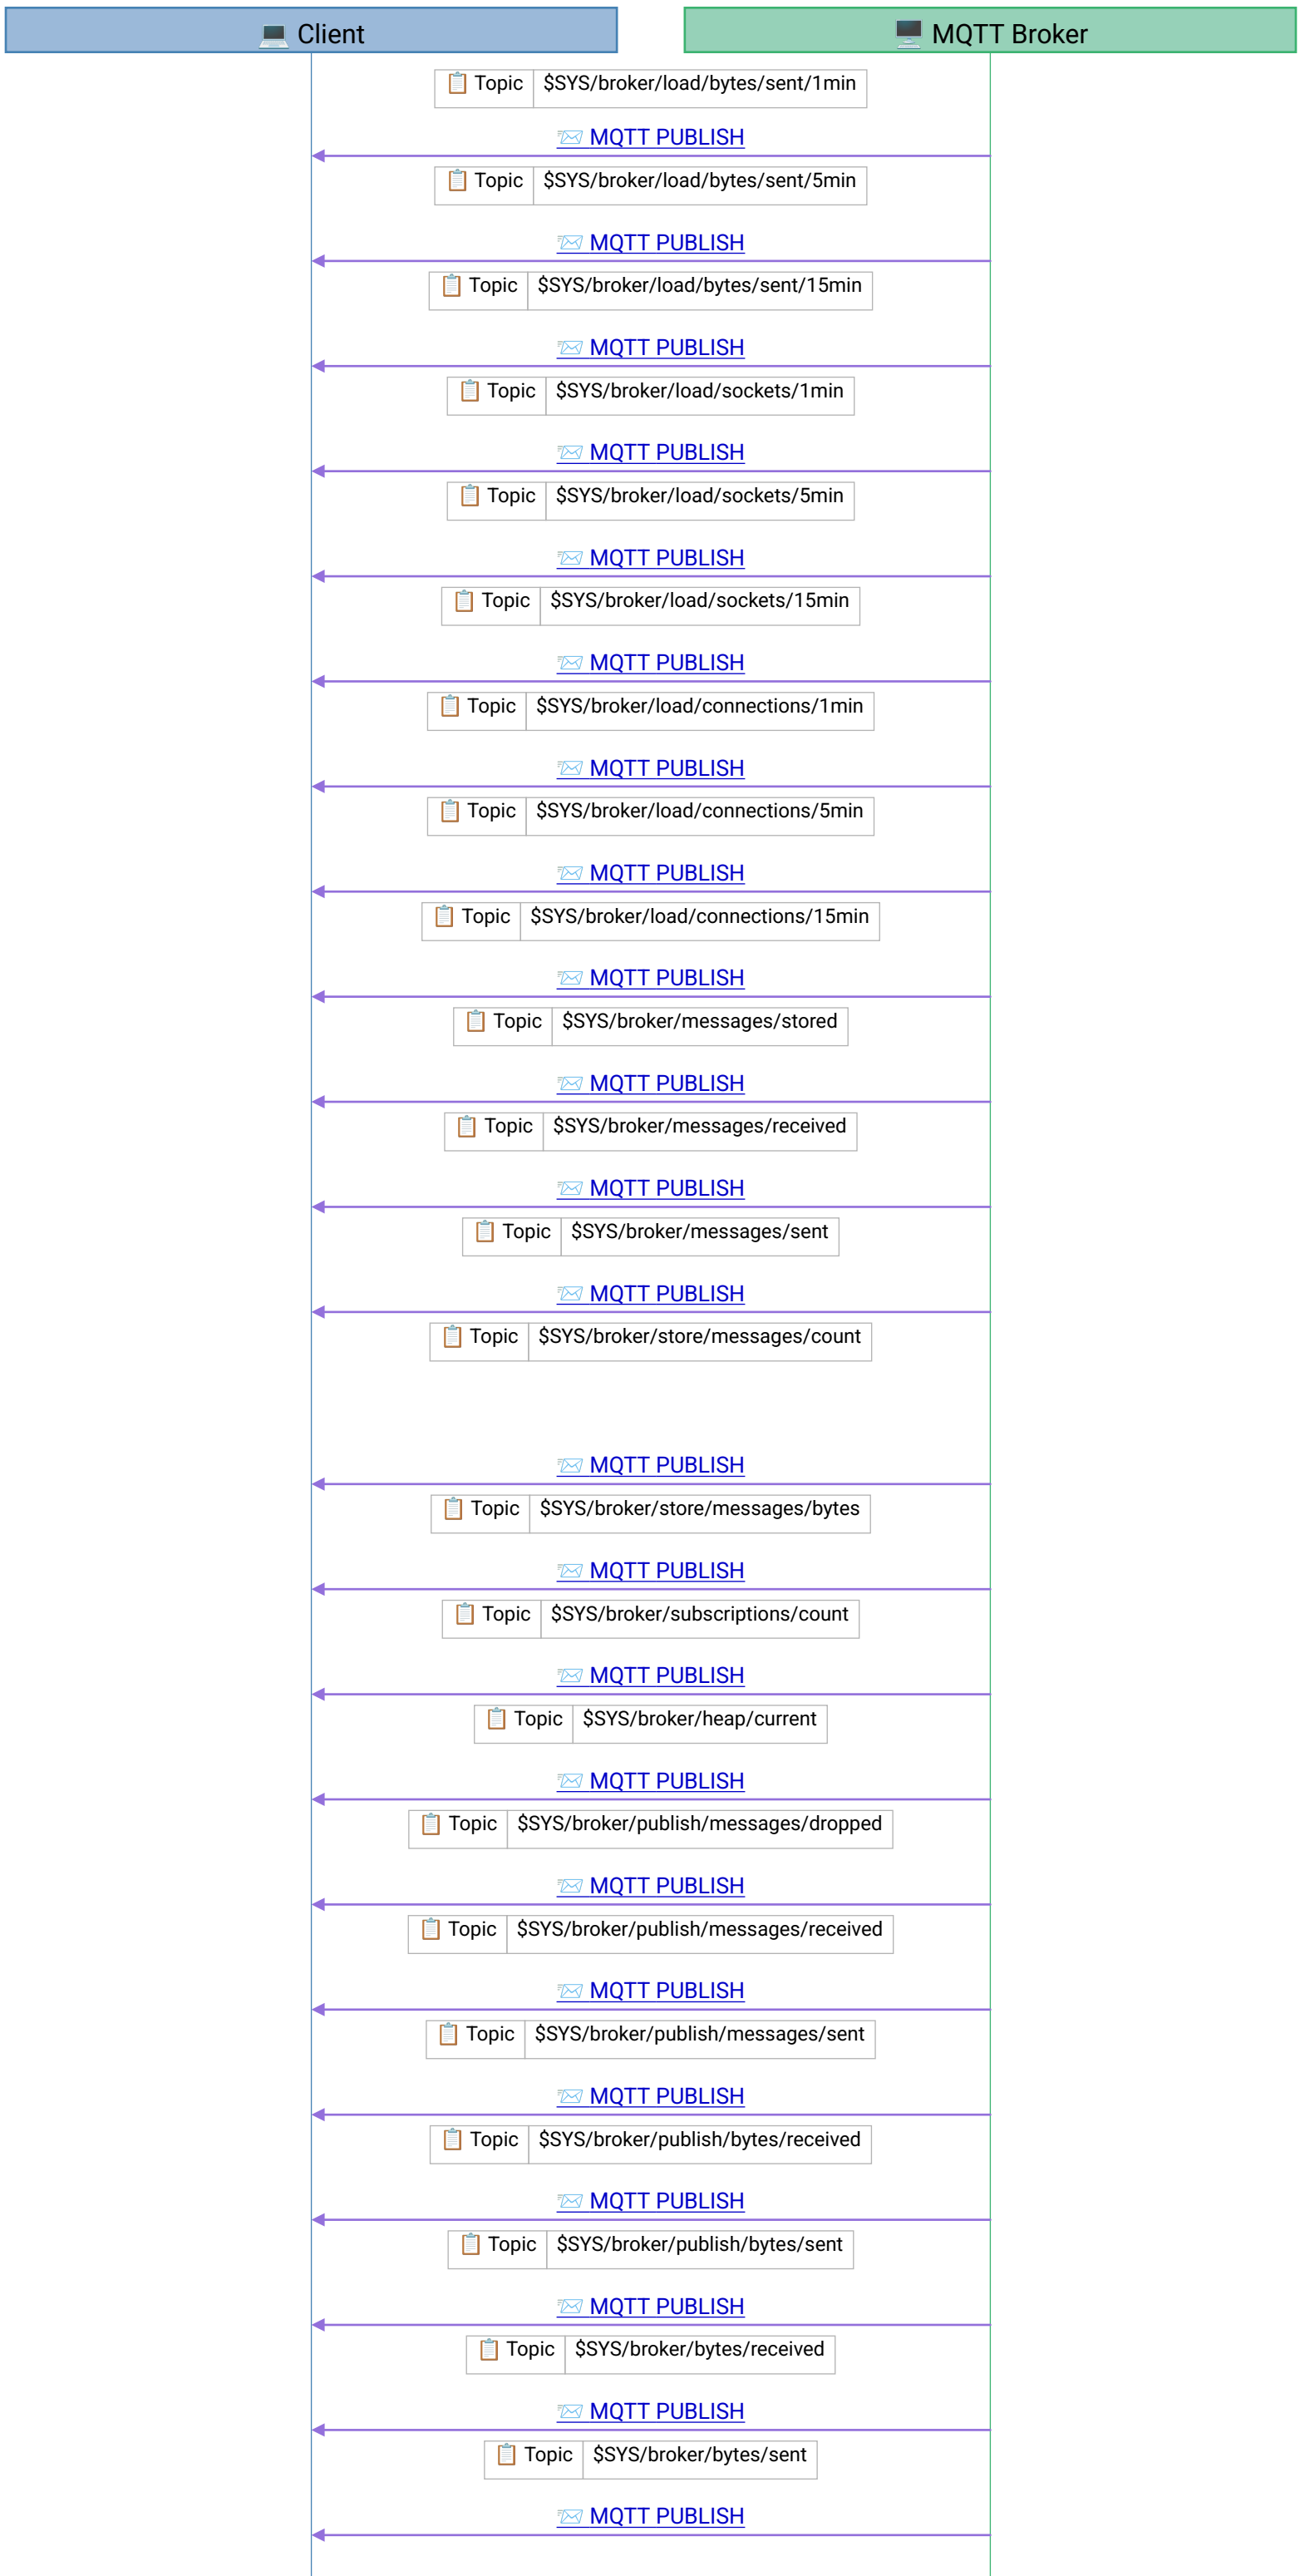 💻 Client
🖥️ MQTT Broker
📋 Topic $SYS/broker/load/bytes/sent/1min
📨 MQTT PUBLISH
📋 Topic $SYS/broker/load/bytes/sent/5min
📨 MQTT PUBLISH
📋 Topic $SYS/broker/load/bytes/sent/15min
📨 MQTT PUBLISH
📋 Topic $SYS/broker/load/sockets/1min
📨 MQTT PUBLISH
📋 Topic $SYS/broker/load/sockets/5min
📨 MQTT PUBLISH
📋 Topic $SYS/broker/load/sockets/15min
📨 MQTT PUBLISH
📋 Topic $SYS/broker/load/connections/1min
📨 MQTT PUBLISH
📋 Topic $SYS/broker/load/connections/5min
📨 MQTT PUBLISH
📋 Topic $SYS/broker/load/connections/15min
📨 MQTT PUBLISH
📋 Topic $SYS/broker/messages/stored
📨 MQTT PUBLISH
📋 Topic $SYS/broker/messages/received
📨 MQTT PUBLISH
📋 Topic $SYS/broker/messages/sent
📨 MQTT PUBLISH
📋 Topic $SYS/broker/store/messages/count
📨 MQTT PUBLISH
📋 Topic $SYS/broker/store/messages/bytes
📨 MQTT PUBLISH
📋 Topic $SYS/broker/subscriptions/count
📨 MQTT PUBLISH
📋 Topic $SYS/broker/heap/current
📨 MQTT PUBLISH
📋 Topic $SYS/broker/publish/messages/dropped
📨 MQTT PUBLISH
📋 Topic $SYS/broker/publish/messages/received
📨 MQTT PUBLISH
📋 Topic $SYS/broker/publish/messages/sent
📨 MQTT PUBLISH
📋 Topic $SYS/broker/publish/bytes/received
📨 MQTT PUBLISH
📋 Topic $SYS/broker/publish/bytes/sent
📨 MQTT PUBLISH
📋 Topic $SYS/broker/bytes/received
📨 MQTT PUBLISH
📋 Topic $SYS/broker/bytes/sent
📨 MQTT PUBLISH